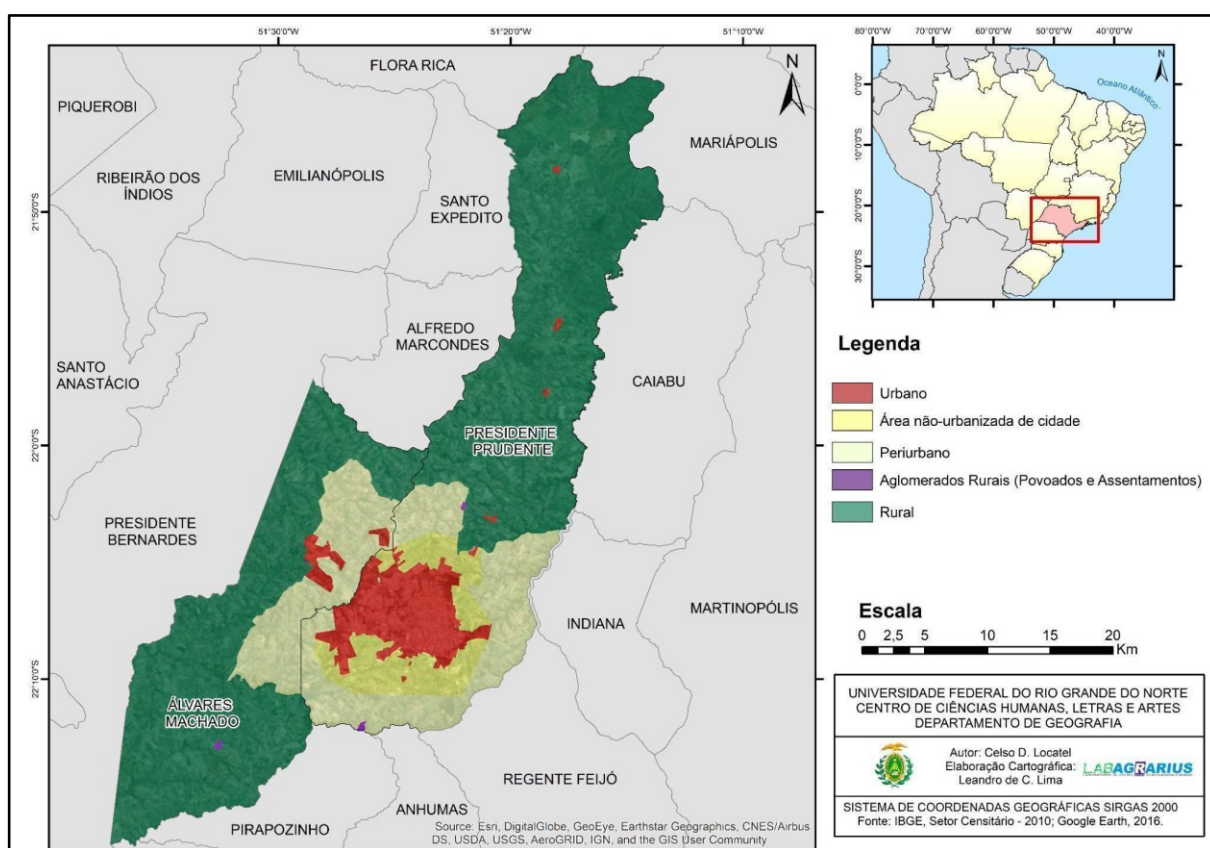 51°30'0"W
51°20'0"W
51°10'0"W
21°50'0"S
22°0'0"S
22°10'0"S
N
FLORA RICA
PIQUEROBI
MARIÁPOLIS
RIBEIRÃO DOS
ÍNDIOS
EMILIANÓPOLIS
SANTO
EXPEDITO
ALFREDO
MARCONDES
SANTO
ANASTÁCIO
CAIABU
PRESIDENTE
PRUDENTE
PRESIDENTE
BERNARDES
INDIANA
MARTINOPÓLIS
ÁLVARES
MACHADO
REGENTE FEIJÓ
ANHUMAS
PIRAPOZINHO
Source: Esri, DigitalGlobe, GeoEye, Earthstar Geographics, CNES/Airbus
DS, USDA, USGS, AeroGRID, IGN, and the GIS User Community
80°0'0"W
70°0'0"W
60°0'0"W
50°0'0"W
40°0'0"W
0°0'0"
10°0'0"S
20°0'0"S
30°0'0"S
N
Oceano Atlântico
Legenda
Urbano
Área não-urbanizada de cidade
Periurbano
Aglomerados Rurais (Povoados e Assentamentos)
Rural
Escala
0 2,5 5 10 15 20
Km
UNIVERSIDADE FEDERAL DO RIO GRANDE DO NORTE
CENTRO DE CIÊNCIAS HUMANAS, LETRAS E ARTES
DEPARTAMENTO DE GEOGRAFIA
Autor: Celso D. Locatel
Elaboração Cartográfica:
Leandro de C. Lima
LABAGRARIUS
SISTEMA DE COORDENADAS GEOGRÁFICAS SIRGAS 2000
Fonte: IBGE, Setor Censitário - 2010; Google Earth, 2016.